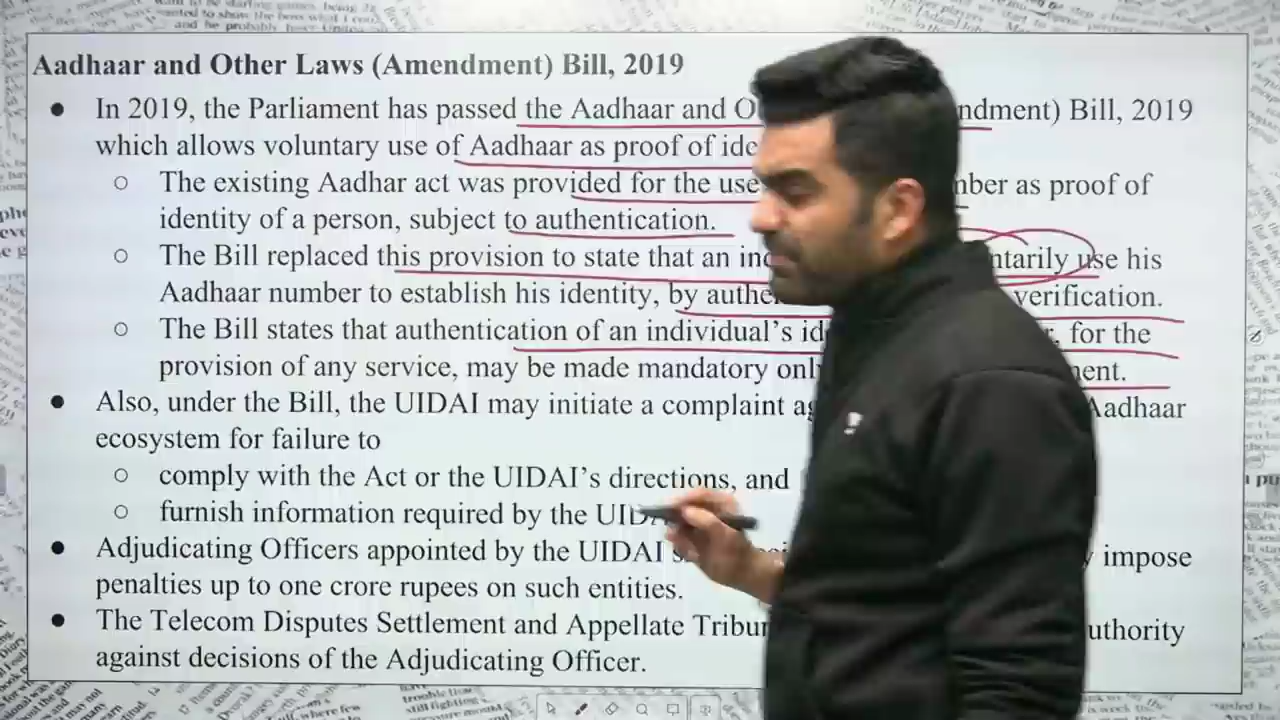 Aadhaar and Other Laws (Amendment) Bill, 2019
● In 2019, the Parliament has passed the Aadhaar and O ndment) Bill, 2019
which allows voluntary use of Aadhaar as proof of ide
○ The existing Aadhar act was provided for the use nber as proof of
identity of a person, subject to authentication.
○ The Bill replaced this provision to state that an ind ntarily use his
Aadhaar number to establish his identity, by authe verification.
○ The Bill states that authentication of an individual's id , for the
provision of any service, may be made mandatory onl ent.
● Also, under the Bill, the UIDAI may initiate a complaint ag Aadhaar
ecosystem for failure to
○ comply with the Act or the UIDAI's directions, and
○ furnish information required by the UIDA
● Adjudicating Officers appointed by the UIDAI s y impose
penalties up to one crore rupees on such entities.
● The Telecom Disputes Settlement and Appellate Tribun uthority
against decisions of the Adjudicating Officer.